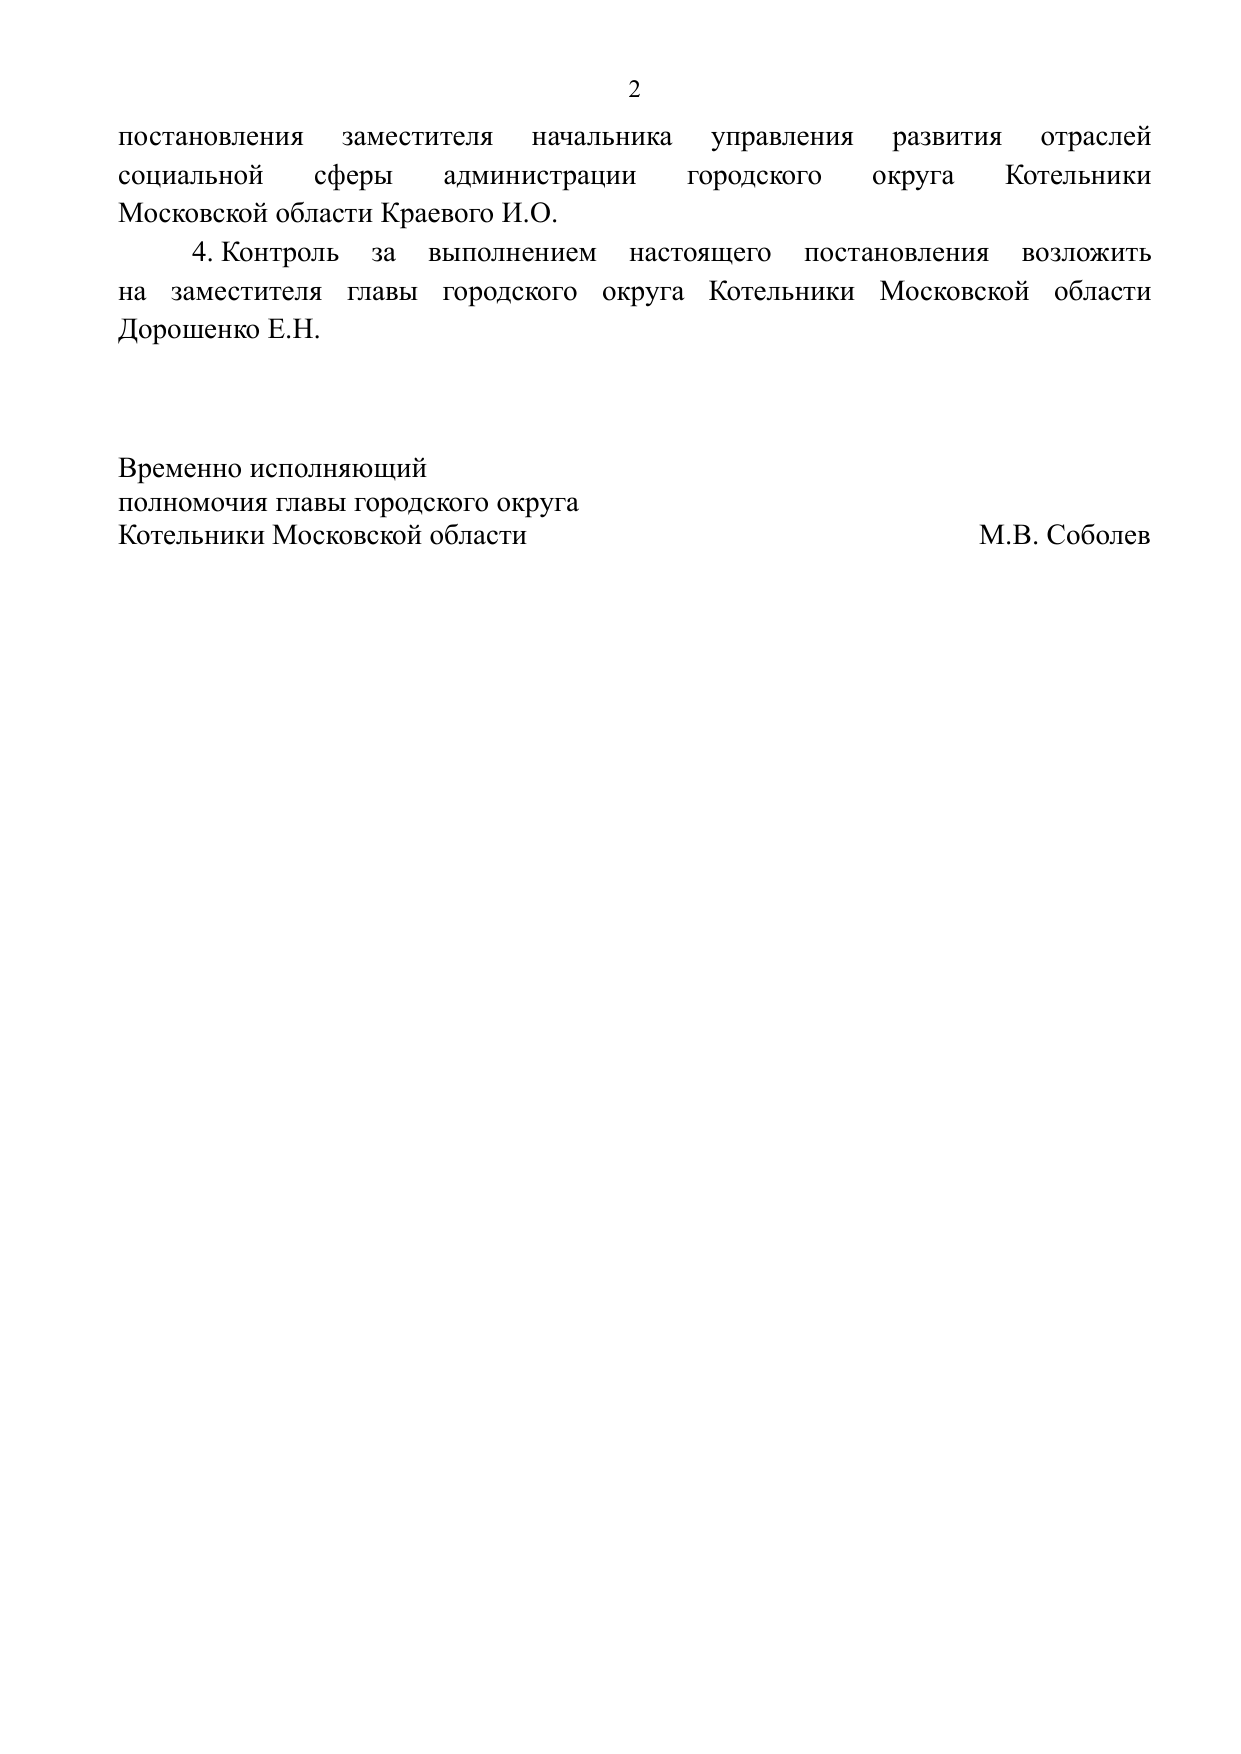 2
постановления заместителя начальника управления развития отраслей
социальной сферы администрации городского округа Котельники
Московской области Краевого И.О.
4. Контроль за выполнением настоящего постановления возложить
на заместителя главы городского округа Котельники Московской области
Дорошенко Е.Н.
Временно исполняющий
полномочия главы городского округа
Котельники Московской области М.В. Соболев